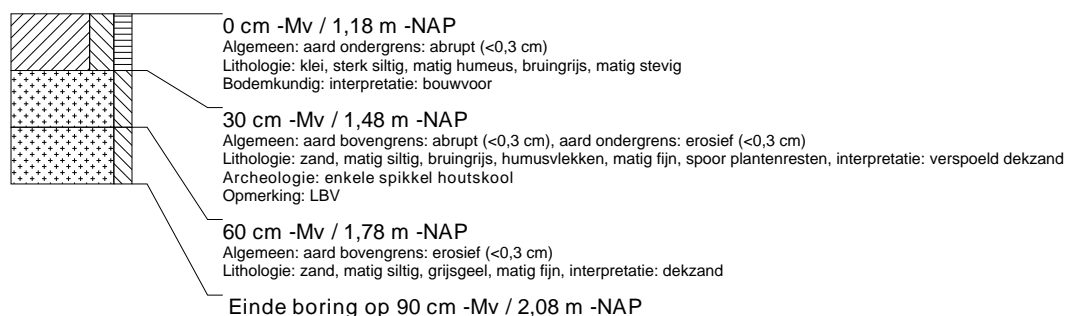 0 cm -Mv / 1,18 m -NAP
Algemeen: aard ondergrens: abrupt (<0,3 cm)
Lithologie: klei, sterk siltig, matig humeus, bruingrijs, matig stevig
Bodemkundig: interpretatie: bouwvoor
30 cm -Mv / 1,48 m -NAP
Algemeen: aard bovengrens: abrupt (<0,3 cm), aard ondergrens: erosief (<0,3 cm)
Lithologie: zand, matig siltig, bruingrijs, humusvlekken, matig fijn, spoor plantenresten, interpretatie: verspoeld dekzand
Archeologie: enkele spikkel houtskool
Opmerking: LBV
60 cm -Mv / 1,78 m -NAP
Algemeen: aard bovengrens: erosief (<0,3 cm)
Lithologie: zand, matig siltig, grijsgeel, matig fijn, interpretatie: dekzand
Einde boring op 90 cm -Mv / 2,08 m -NAP